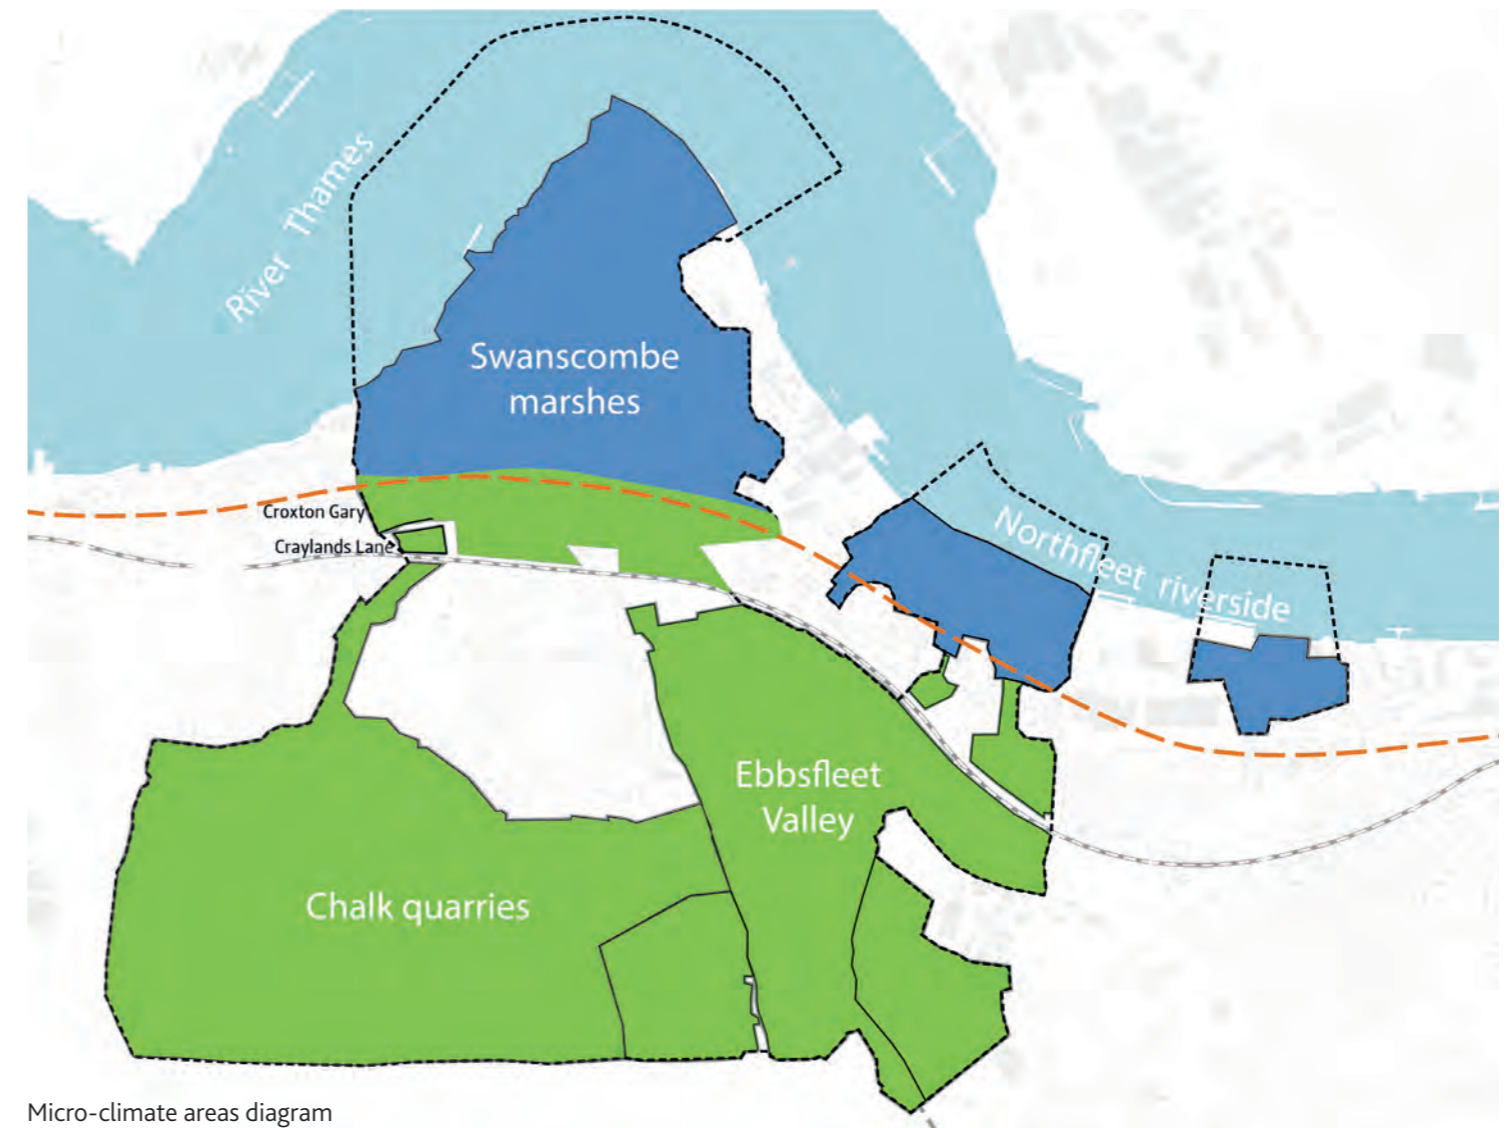 River Thames
Swanscombe
marshes
Croxton Gary
Craylands Lane
Northfleet riverside
Ebbsfleet
Valley
Chalk quarries
Micro-climate areas diagram